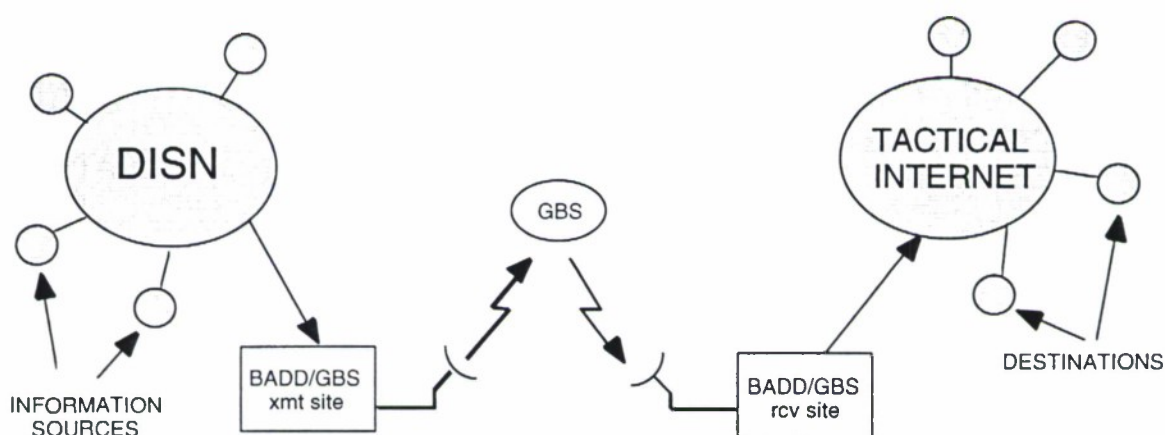 DISN
TACTICAL
INTERNET
GBS
BADD/GBS
xmt site
BADD/GBS
rcv site
DESTINATIONS
INFORMATION
SOURCES